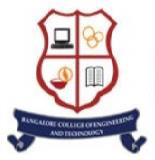 BANGALORE COLLEGE OF ENGINEERING
AND TECHNOLOGY